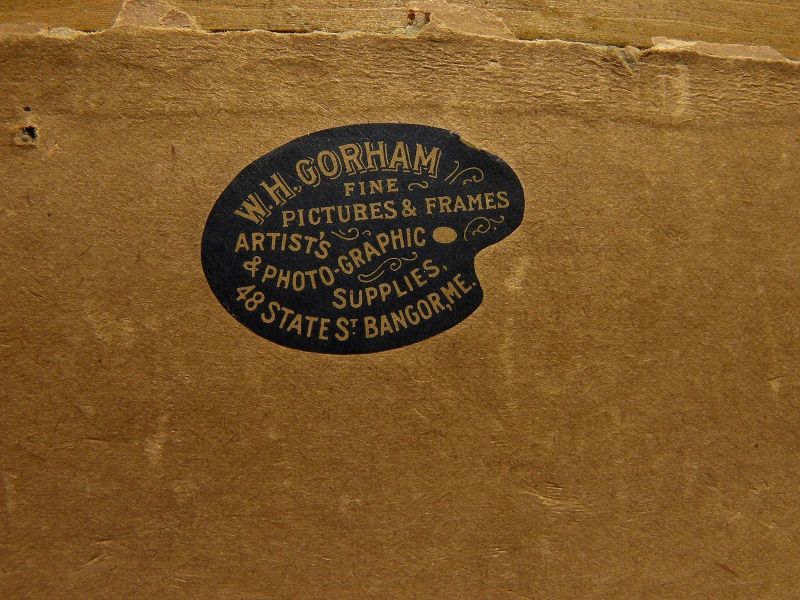 W.H. GORHAM
FINE
PICTURES & FRAMES
ARTIST'S
& PHOTO-GRAPHIC
SUPPLIES,
48 STATE ST BANGOR, ME.